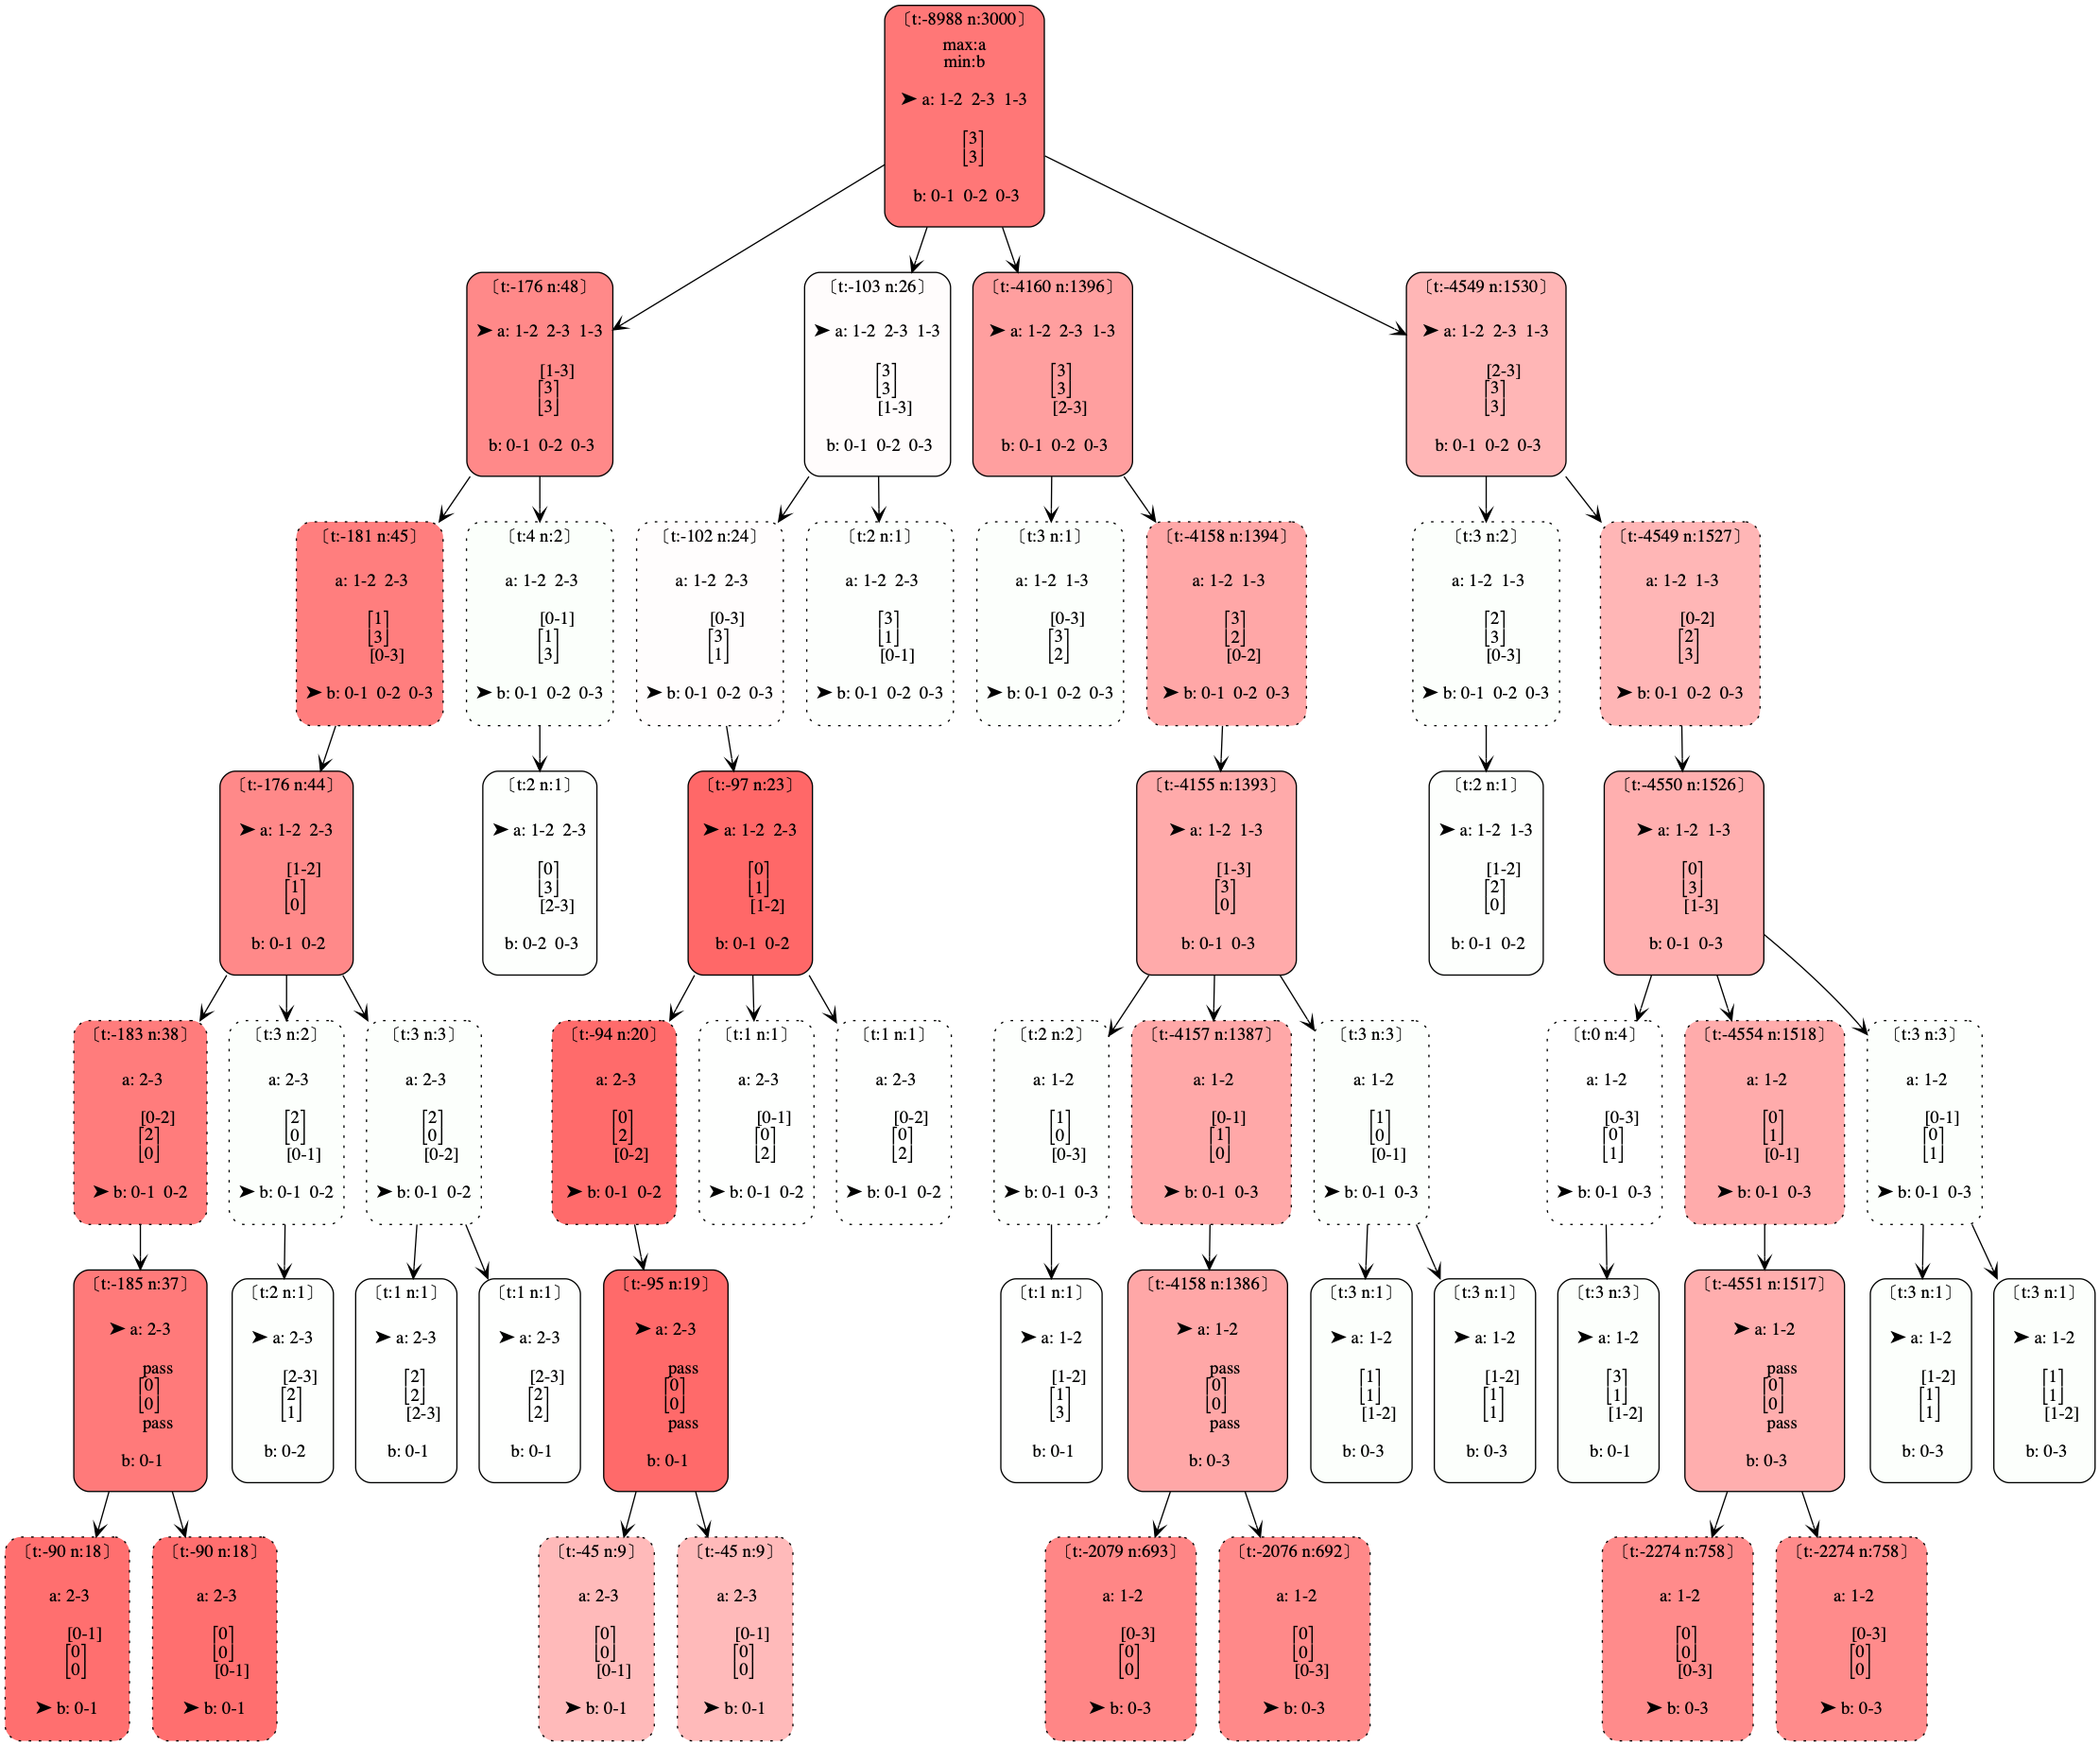 〔t:-8988 n:3000〕
max:a
min:b
➤ a: 1-2 2-3 1-3
⎡3⎤
⎣3⎦
b: 0-1 0-2 0-3
〔t:-176 n:48〕
➤ a: 1-2 2-3 1-3
[1-3]
⎡3⎤
⎣3⎦
b: 0-1 0-2 0-3
〔t:-103 n:26〕
➤ a: 1-2 2-3 1-3
⎡3⎤
⎣3⎦
[1-3]
b: 0-1 0-2 0-3
〔t:-4160 n:1396〕
➤ a: 1-2 2-3 1-3
⎡3⎤
⎣3⎦
[2-3]
b: 0-1 0-2 0-3
〔t:-4549 n:1530〕
➤ a: 1-2 2-3 1-3
[2-3]
⎡3⎤
⎣3⎦
b: 0-1 0-2 0-3
〔t:-181 n:45〕
a: 1-2 2-3
⎡1⎤
⎣3⎦
[0-3]
➤ b: 0-1 0-2 0-3
〔t:4 n:2〕
a: 1-2 2-3
[0-1]
⎡1⎤
⎣3⎦
➤ b: 0-1 0-2 0-3
〔t:-102 n:24〕
a: 1-2 2-3
[0-3]
⎡3⎤
⎣1⎦
➤ b: 0-1 0-2 0-3
〔t:2 n:1〕
a: 1-2 2-3
⎡3⎤
⎣1⎦
[0-1]
➤ b: 0-1 0-2 0-3
〔t:3 n:1〕
a: 1-2 1-3
[0-3]
⎡3⎤
⎣2⎦
➤ b: 0-1 0-2 0-3
〔t:-4158 n:1394〕
a: 1-2 1-3
⎡3⎤
⎣2⎦
[0-2]
➤ b: 0-1 0-2 0-3
〔t:3 n:2〕
a: 1-2 1-3
⎡2⎤
⎣3⎦
[0-3]
➤ b: 0-1 0-2 0-3
〔t:-4549 n:1527〕
a: 1-2 1-3
[0-2]
⎡2⎤
⎣3⎦
➤ b: 0-1 0-2 0-3
〔t:-176 n:44〕
➤ a: 1-2 2-3
[1-2]
⎡1⎤
⎣0⎦
b: 0-1 0-2
〔t:2 n:1〕
➤ a: 1-2 2-3
⎡0⎤
⎣3⎦
[2-3]
b: 0-2 0-3
〔t:-97 n:23〕
➤ a: 1-2 2-3
⎡0⎤
⎣1⎦
[1-2]
b: 0-1 0-2
〔t:-4155 n:1393〕
➤ a: 1-2 1-3
[1-3]
⎡3⎤
⎣0⎦
b: 0-1 0-3
〔t:2 n:1〕
➤ a: 1-2 1-3
[1-2]
⎡2⎤
⎣0⎦
b: 0-1 0-2
〔t:-4550 n:1526〕
➤ a: 1-2 1-3
⎡0⎤
⎣3⎦
[1-3]
b: 0-1 0-3
〔t:-183 n:38〕
a: 2-3
[0-2]
⎡2⎤
⎣0⎦
➤ b: 0-1 0-2
〔t:3 n:2〕
a: 2-3
⎡2⎤
⎣0⎦
[0-1]
➤ b: 0-1 0-2
〔t:3 n:3〕
a: 2-3
⎡2⎤
⎣0⎦
[0-2]
➤ b: 0-1 0-2
〔t:-94 n:20〕
a: 2-3
⎡0⎤
⎣2⎦
[0-2]
➤ b: 0-1 0-2
〔t:1 n:1〕
a: 2-3
[0-1]
⎡0⎤
⎣2⎦
➤ b: 0-1 0-2
〔t:1 n:1〕
a: 2-3
[0-2]
⎡0⎤
⎣2⎦
➤ b: 0-1 0-2
〔t:2 n:2〕
a: 1-2
⎡1⎤
⎣0⎦
[0-3]
➤ b: 0-1 0-3
〔t:-4157 n:1387〕
a: 1-2
[0-1]
⎡1⎤
⎣0⎦
➤ b: 0-1 0-3
〔t:3 n:3〕
a: 1-2
⎡1⎤
⎣0⎦
[0-1]
➤ b: 0-1 0-3
〔t:0 n:4〕
a: 1-2
[0-3]
⎡0⎤
⎣1⎦
➤ b: 0-1 0-3
〔t:-4554 n:1518〕
a: 1-2
⎡0⎤
⎣1⎦
[0-1]
➤ b: 0-1 0-3
〔t:3 n:3〕
a: 1-2
[0-1]
⎡0⎤
⎣1⎦
➤ b: 0-1 0-3
〔t:-185 n:37〕
➤ a: 2-3
pass
⎡0⎤
⎣0⎦
pass
b: 0-1
〔t:2 n:1〕
➤ a: 2-3
[2-3]
⎡2⎤
⎣1⎦
b: 0-2
〔t:1 n:1〕
➤ a: 2-3
⎡2⎤
⎣2⎦
[2-3]
b: 0-1
〔t:1 n:1〕
➤ a: 2-3
[2-3]
⎡2⎤
⎣2⎦
b: 0-1
〔t:-95 n:19〕
➤ a: 2-3
pass
⎡0⎤
⎣0⎦
pass
b: 0-1
〔t:1 n:1〕
➤ a: 1-2
[1-2]
⎡1⎤
⎣3⎦
b: 0-1
〔t:-4158 n:1386〕
➤ a: 1-2
pass
⎡0⎤
⎣0⎦
pass
b: 0-3
〔t:3 n:1〕
➤ a: 1-2
⎡1⎤
⎣1⎦
[1-2]
b: 0-3
〔t:3 n:1〕
➤ a: 1-2
[1-2]
⎡1⎤
⎣1⎦
b: 0-3
〔t:3 n:3〕
➤ a: 1-2
⎡3⎤
⎣1⎦
[1-2]
b: 0-1
〔t:-4551 n:1517〕
➤ a: 1-2
pass
⎡0⎤
⎣0⎦
pass
b: 0-3
〔t:3 n:1〕
➤ a: 1-2
[1-2]
⎡1⎤
⎣1⎦
b: 0-3
〔t:3 n:1〕
➤ a: 1-2
⎡1⎤
⎣1⎦
[1-2]
b: 0-3
〔t:-90 n:18〕
a: 2-3
[0-1]
⎡0⎤
⎣0⎦
➤ b: 0-1
〔t:-90 n:18〕
a: 2-3
⎡0⎤
⎣0⎦
[0-1]
➤ b: 0-1
〔t:-45 n:9〕
a: 2-3
⎡0⎤
⎣0⎦
[0-1]
➤ b: 0-1
〔t:-45 n:9〕
a: 2-3
[0-1]
⎡0⎤
⎣0⎦
➤ b: 0-1
〔t:-2079 n:693〕
a: 1-2
[0-3]
⎡0⎤
⎣0⎦
➤ b: 0-3
〔t:-2076 n:692〕
a: 1-2
⎡0⎤
⎣0⎦
[0-3]
➤ b: 0-3
〔t:-2274 n:758〕
a: 1-2
⎡0⎤
⎣0⎦
[0-3]
➤ b: 0-3
〔t:-2274 n:758〕
a: 1-2
[0-3]
⎡0⎤
⎣0⎦
➤ b: 0-3